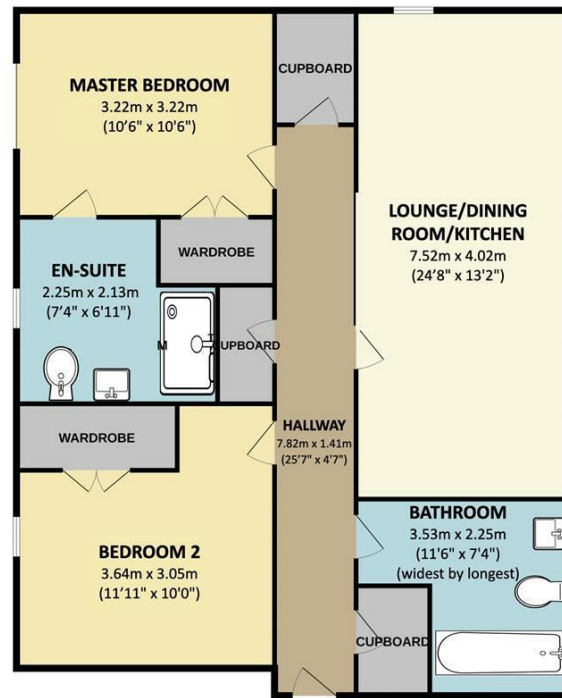 MASTER BEDROOM
3.22m x 3.22m
(10'6" x 10'6")
CUPBOARD
LOUNGE/DINING
ROOM/KITCHEN
7.52m x 4.02m
(24'8" x 13'2")
EN-SUITE
2.25m x 2.13m
(7'4" x 6'11")
WARDROBE
M
UPBOARD
HALLWAY
7.82m x 1.41m
(25'7" x 4'7")
WARDROBE
BEDROOM 2
3.64m x 3.05m
(11'11" x 10'0")
BATHROOM
3.53m x 2.25m
(11'6" x 7'4")
(widest by longest)
CUPBOARD